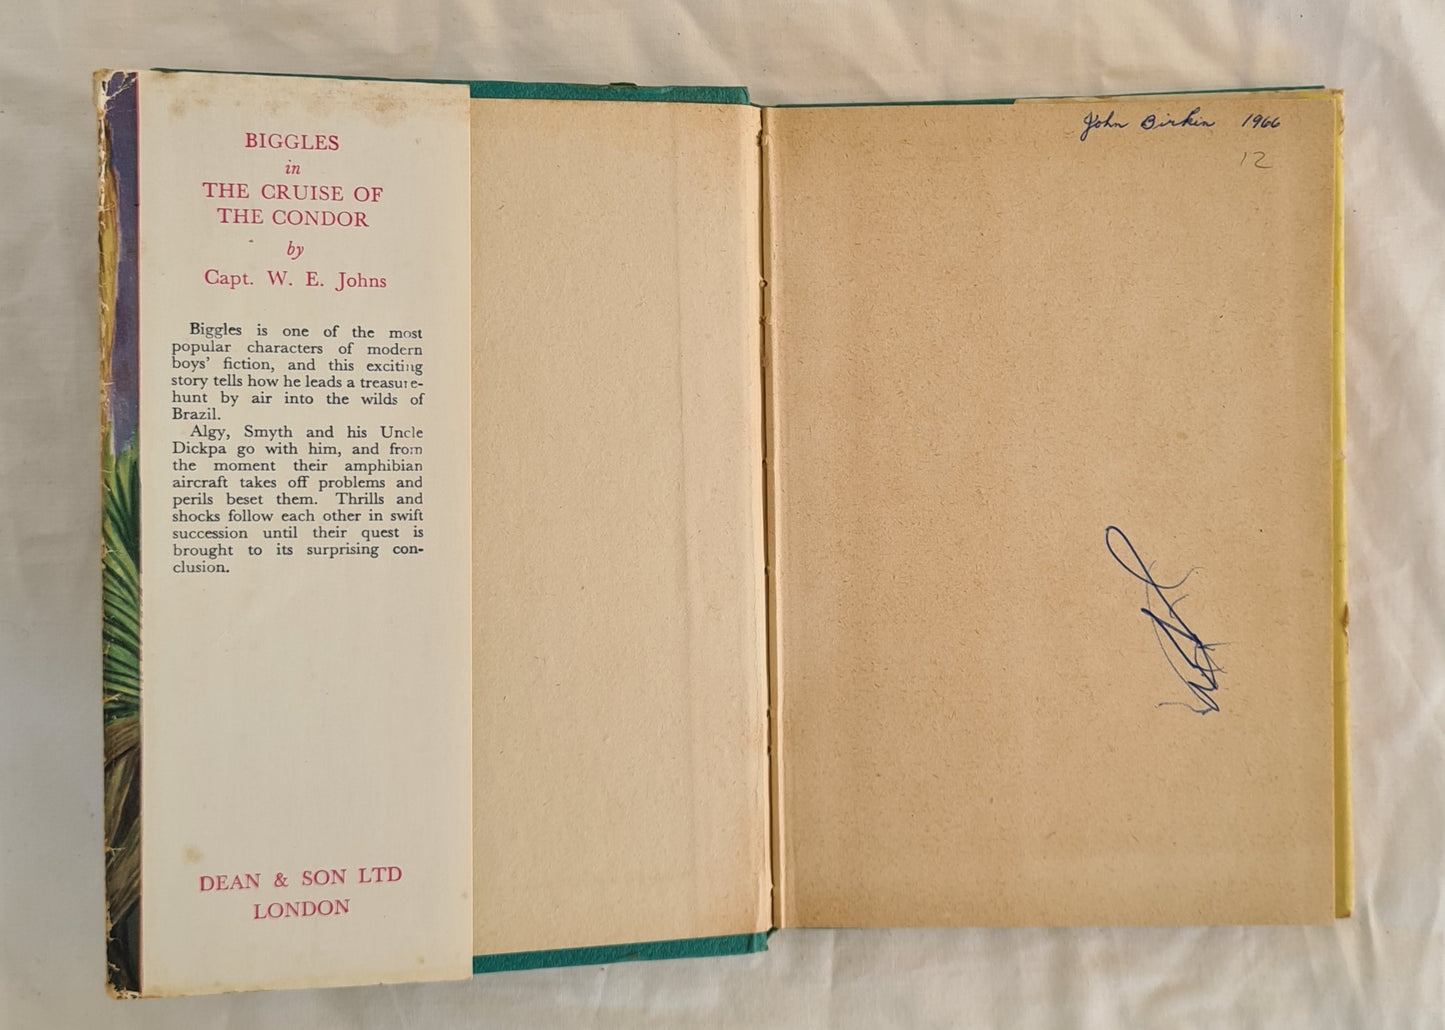 BIGGLES
in
THE CRUISE OF
THE CONDOR
by
Capt. W. E. Johns
Biggles is one of the most
popular characters of modern
boys' fiction, and this exciting
story tells how he leads a treasure-
hunt by air into the wilds of
Brazil.
Algy, Smyth and his Uncle
Dickpa go with him, and from
the moment their amphibian
aircraft takes off problems and
perils beset them. Thrills and
shocks follow each other in swift
succession until their quest is
brought to its surprising con-
clusion.
DEAN & SON LTD
LONDON
John Birkin 1966
12